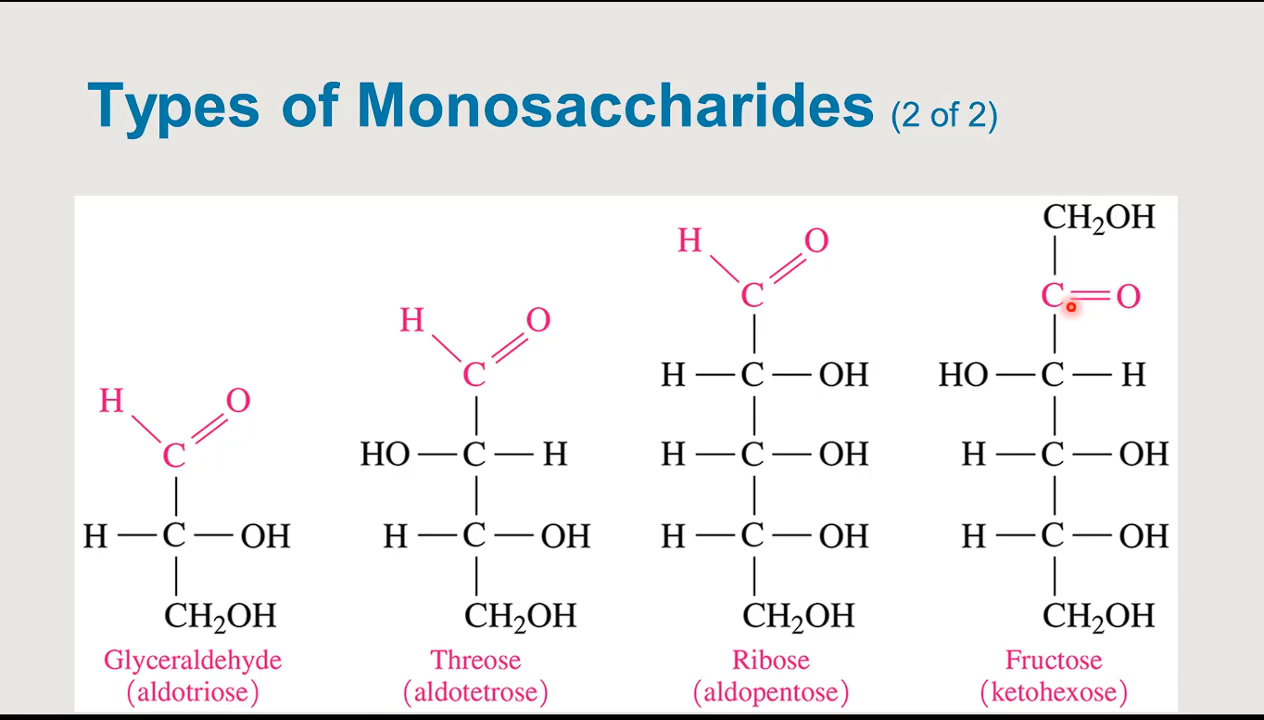 Types of Monosaccharides (2 of 2)
H O
C
H — C — OH
CH₂OH
Glyceraldehyde
(aldotriose)
H O
C
HO — C — H
H — C — OH
CH₂OH
Threose
(aldotetrose)
H O
C
H — C — OH
H — C — OH
H — C — OH
CH₂OH
Ribose
(aldopentose)
CH₂OH
C=O
HO — C — H
H — C — OH
H — C — OH
CH₂OH
Fructose
(ketohexose)